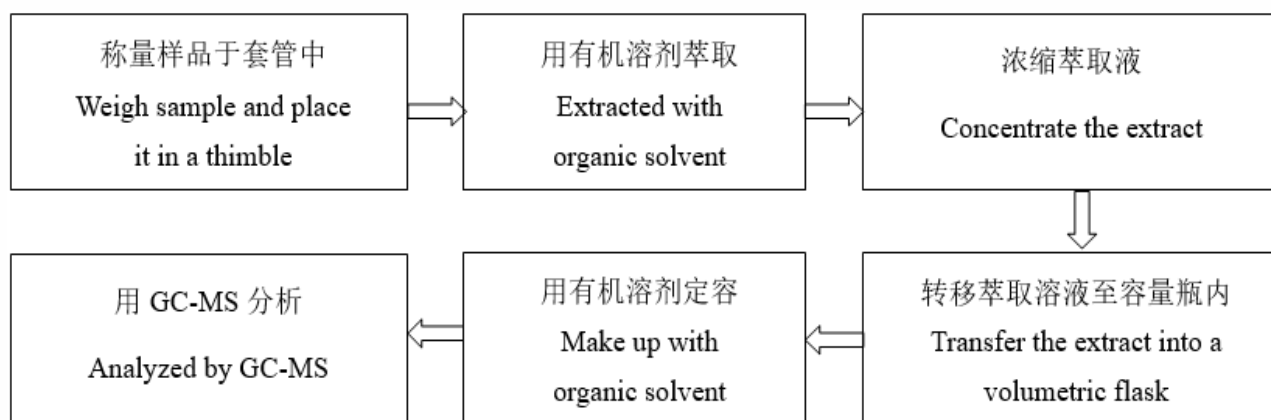 称量样品于套管中
Weigh sample and place
it in a thimble
用有机溶剂萃取
Extracted with
organic solvent
浓缩萃取液
Concentrate the extract
转移萃取溶液至容量瓶内
Transfer the extract into a
volumetric flask
用有机溶剂定容
Make up with
organic solvent
用 GC-MS 分析
Analyzed by GC-MS